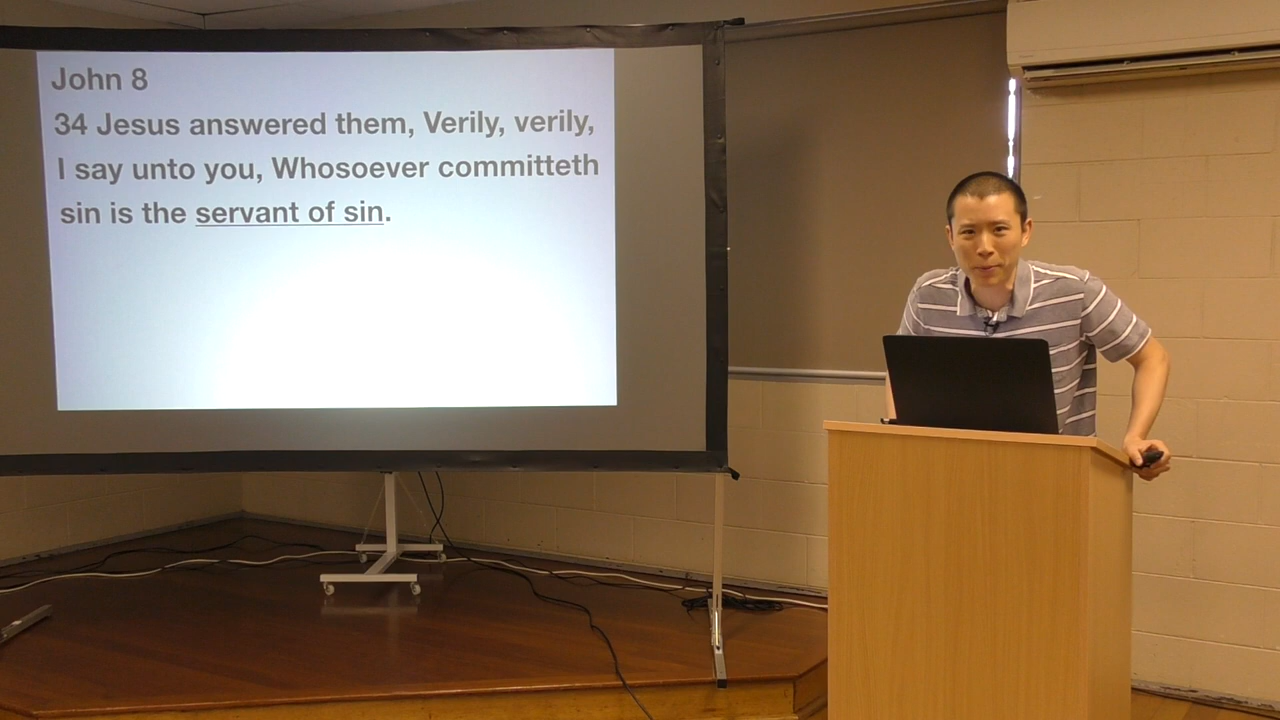 John 8
34 Jesus answered them, Verily, verily,
I say unto you, Whosoever committeth
sin is the servant of sin.